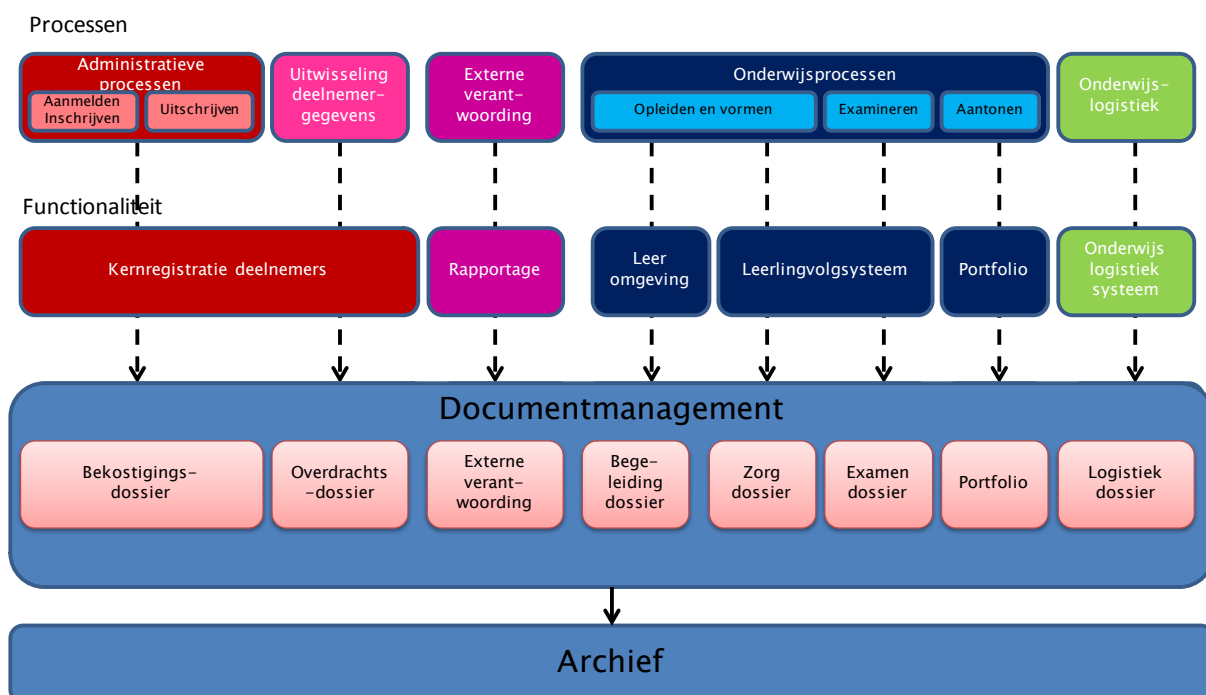 Processen
Administratieve
processen
Aanmelden
Inschrijven
Uitschrijven
Uitwisseling
deelnemer-
gegevens
Externe
verant-
woording
Onderwijsprocessen
Opleiden en vormen
Examineren
Aantonen
Onderwijs-
logistiek
Functionaliteit
Kernregistratie deelnemers
Rapportage
Leer
omgeving
Leerlingvolgsysteem
Portfolio
Onderwijs
logistiek
systeem
Documentmanagement
Bekostigings-
dossier
Overdrachts
-dossier
Externe
verant-
woording
Bege-
leiding
dossier
Zorg
dossier
Examen
dossier
Portfolio
Logistiek
dossier
Archief